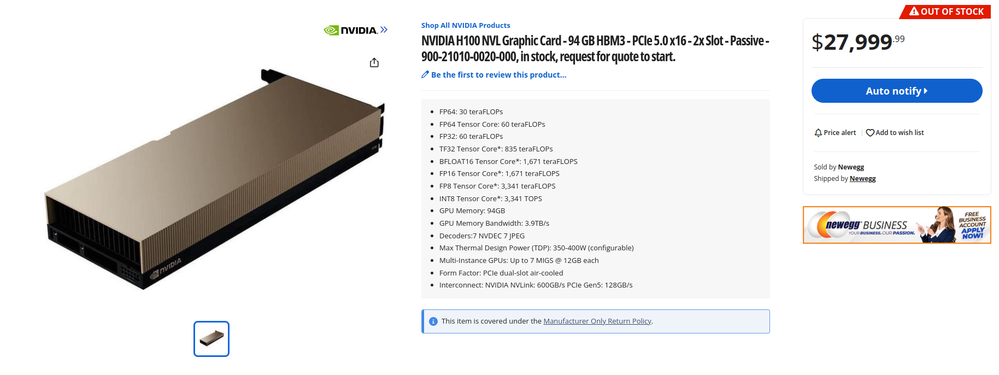 OUT OF STOCK
NVIDIA.
Shop All NVIDIA Products
NVIDIA H100 NVL Graphic Card - 94 GB HBM3 - PCIe 5.0 x16 - 2x Slot - Passive -
900-21010-0020-000, in stock, request for quote to start.
Be the first to review this product...
FP64: 30 teraFLOPs
FP64 Tensor Core: 60 teraFLOPs
FP32: 60 teraFLOPs
TF32 Tensor Core*: 835 teraFLOPs
BFLOAT16 Tensor Core*: 1,671 teraFLOPS
FP16 Tensor Core*: 1,671 teraFLOPS
FP8 Tensor Core*: 3,341 teraFLOPS
INT8 Tensor Core*: 3,341 TOPS
GPU Memory: 94GB
GPU Memory Bandwidth: 3.9TB/s
Decoders:7 NVDEC 7 JPEG
Max Thermal Design Power (TDP): 350-400W (configurable)
Multi-Instance GPUs: Up to 7 MIGS @ 12GB each
Form Factor: PCIe dual-slot air-cooled
Interconnect: NVIDIA NVLink: 600GB/s PCIe Gen5: 128GB/s
This item is covered under the Manufacturer Only Return Policy.
NVIDIA
$27,999.99
Auto notify
Price alert
Add to wish list
Sold by Newegg
Shipped by Newegg
newegg BUSINESS
YOUR BUSINESS. OUR PASSION.
FREE
BUSINESS
ACCOUNT
APPLY
NOW!